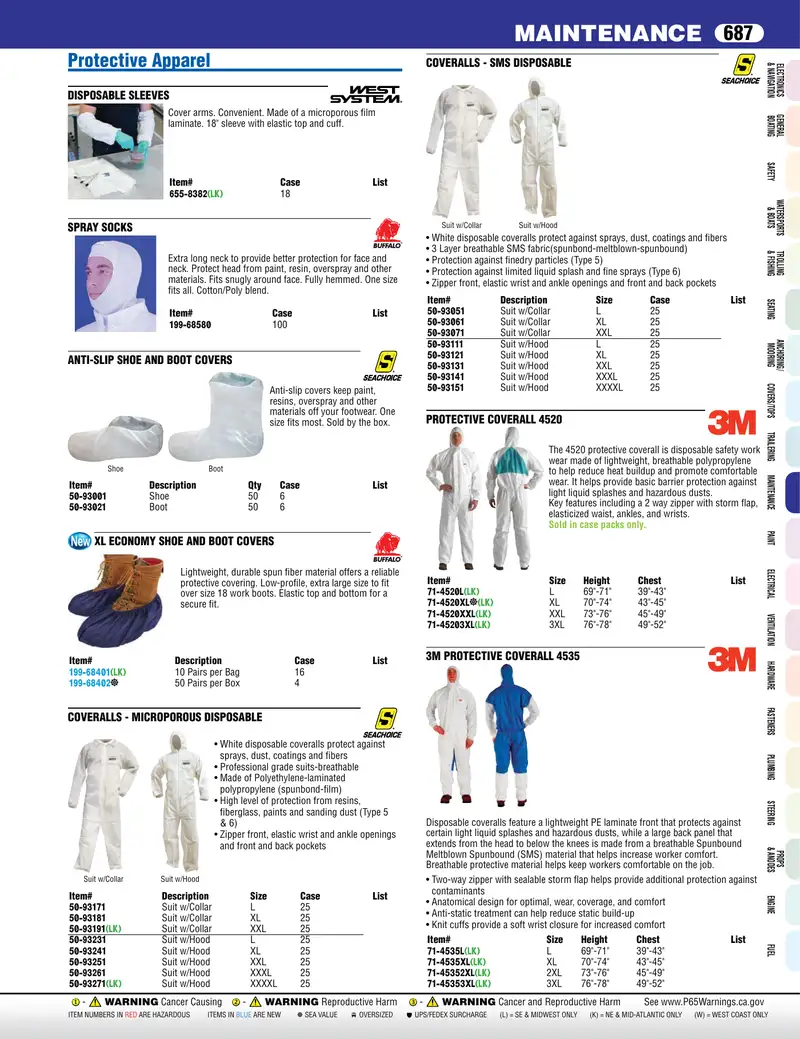 MAINTENANCE 687
Protective Apparel
DISPOSABLE SLEEVES
WEST
SYSTEM
Cover arms. Convenient. Made of a microporous film
laminate. 18" sleeve with elastic top and cuff.
Item# Case List
655-8382(LK) 18
SPRAY SOCKS
BUFFALO
Extra long neck to provide better protection for face and
neck. Protect head from paint, resin, overspray and other
materials. Fits snugly around face. Fully hemmed. One size
fits all. Cotton/Poly blend.
Item# Case List
199-68580 100
ANTI-SLIP SHOE AND BOOT COVERS
S
SEACHOICE
Anti-slip covers keep paint,
resins, overspray and other
materials off your footwear. One
size fits most. Sold by the box.
Shoe Boot
Item# Description Qty Case List
50-93001 Shoe 50 6
50-93021 Boot 50 6
New XL ECONOMY SHOE AND BOOT COVERS
BUFFALO
Lightweight, durable spun fiber material offers a reliable
protective covering. Low-profile, extra large size to fit
over size 18 work boots. Elastic top and bottom for a
secure fit.
Item# Description Case List
199-68401(LK) 10 Pairs per Bag 16
199-68402 50 Pairs per Box 4
COVERALLS - MICROPOROUS DISPOSABLE
S
SEACHOICE
• White disposable coveralls protect against
sprays, dust, coatings and fibers
• Professional grade suits-breathable
• Made of Polyethylene-laminated
polypropylene (spunbond-film)
• High level of protection from resins,
fiberglass, paints and sanding dust (Type 5
& 6)
• Zipper front, elastic wrist and ankle openings
and front and back pockets
Suit w/Collar Suit w/Hood
Item# Description Size Case List
50-93171 Suit w/Collar L 25
50-93181 Suit w/Collar XL 25
50-93191(LK) Suit w/Collar XXL 25
50-93231 Suit w/Hood L 25
50-93241 Suit w/Hood XL 25
50-93251 Suit w/Hood XXL 25
50-93261 Suit w/Hood XXXL 25
50-93271(LK) Suit w/Hood XXXXL 25
COVERALLS - SMS DISPOSABLE
S
SEACHOICE
Suit w/Collar Suit w/Hood
• White disposable coveralls protect against sprays, dust, coatings and fibers
• 3 Layer breathable SMS fabric(spunbond-meltblown-spunbound)
• Protection against finedry particles (Type 5)
• Protection against limited liquid splash and fine sprays (Type 6)
• Zipper front, elastic wrist and ankle openings and front and back pockets
Item# Description Size Case List
50-93051 Suit w/Collar L 25
50-93061 Suit w/Collar XL 25
50-93071 Suit w/Collar XXL 25
50-93111 Suit w/Hood L 25
50-93121 Suit w/Hood XL 25
50-93131 Suit w/Hood XXL 25
50-93141 Suit w/Hood XXXL 25
50-93151 Suit w/Hood XXXXL 25
PROTECTIVE COVERALL 4520
3M
The 4520 protective coverall is disposable safety work
wear made of lightweight, breathable polypropylene
to help reduce heat buildup and promote comfortable
wear. It helps provide basic barrier protection against
light liquid splashes and hazardous dusts.
Key features including a 2 way zipper with storm flap,
elasticized waist, ankles, and wrists.
Sold in case packs only.
Item# Size Height Chest List
71-4520L(LK) L 69"-71" 39"-43"
71-4520XL(LK) XL 70"-74" 43"-45"
71-4520XXL(LK) XXL 73"-76" 45"-49"
71-45203XL(LK) 3XL 76"-78" 49"-52"
3M PROTECTIVE COVERALL 4535
3M
Disposable coveralls feature a lightweight PE laminate front that protects against
certain light liquid splashes and hazardous dusts, while a large back panel that
extends from the head to below the knees is made from a breathable Spunbound
Meltblown Spunbound (SMS) material that helps increase worker comfort.
Breathable protective material helps keep workers comfortable on the job.
• Two-way zipper with sealable storm flap helps provide additional protection against
contaminants
• Anatomical design for optimal, wear, coverage, and comfort
• Anti-static treatment can help reduce static build-up
• Knit cuffs provide a soft wrist closure for increased comfort
Item# Size Height Chest List
71-4535L(LK) L 69"-71" 39"-43"
71-4535XL(LK) XL 70"-74" 43"-45"
71-45352XL(LK) 2XL 73"-76" 45"-49"
71-45353XL(LK) 3XL 76"-78" 49"-52"
ELECTRONICS
& NAVIGATION
GENERAL
BOATING
SAFETY
WATERSPORTS
& BOATS
TROLLING
& FISHING
SEATING
ANCHORING/
MOORING
COVERS/TOPS
TRAILERING
MAINTENANCE
PAINT
ELECTRICAL
VENTILATION
HARDWARE
FASTENERS
PLUMBING
STEERING
PROPS
& ANODES
ENGINE
FUEL
1 - WARNING Cancer Causing 2 - WARNING Reproductive Harm 3 - WARNING Cancer and Reproductive Harm See www.P65Warnings.ca.gov
ITEM NUMBERS IN RED ARE HAZARDOUS ITEMS IN BLUE ARE NEW SEA VALUE OVERSIZED UPS/FEDEX SURCHARGE (L) = SE & MIDWEST ONLY (K) = NE & MID-ATLANTIC ONLY (W) = WEST COAST ONLY